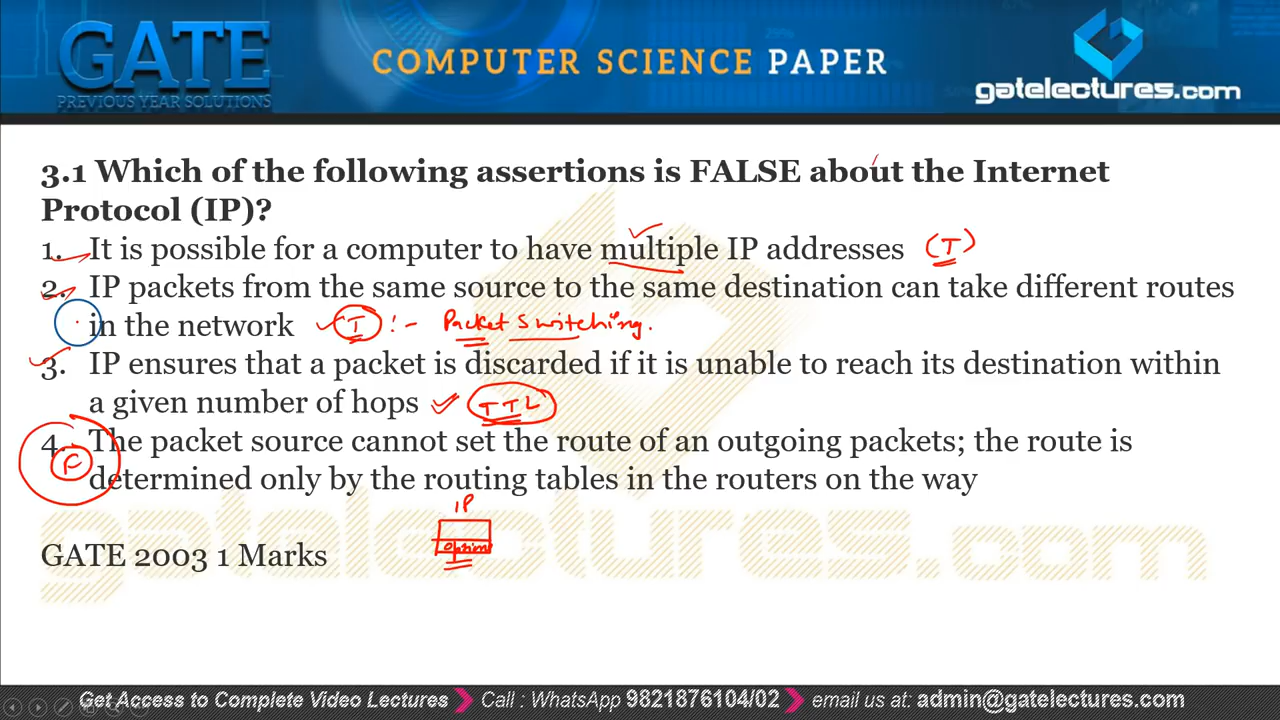 GATE
PREVIOUS YEAR SOLUTIONS
COMPUTER SCIENCE PAPER
gatelectures.com
3.1 Which of the following assertions is FALSE about the Internet
Protocol (IP)?
1. It is possible for a computer to have multiple IP addresses (T)
2. IP packets from the same source to the same destination can take different routes
in the network T :- Packet Switching.
3. IP ensures that a packet is discarded if it is unable to reach its destination within
a given number of hops TTL
4. The packet source cannot set the route of an outgoing packets; the route is
F determined only by the routing tables in the routers on the way
IP
option
GATE 2003 1 Marks
gatelectures.com
Get Access to Complete Video Lectures Call : WhatsApp 9821876104/02 email us at: admin@gatelectures.com